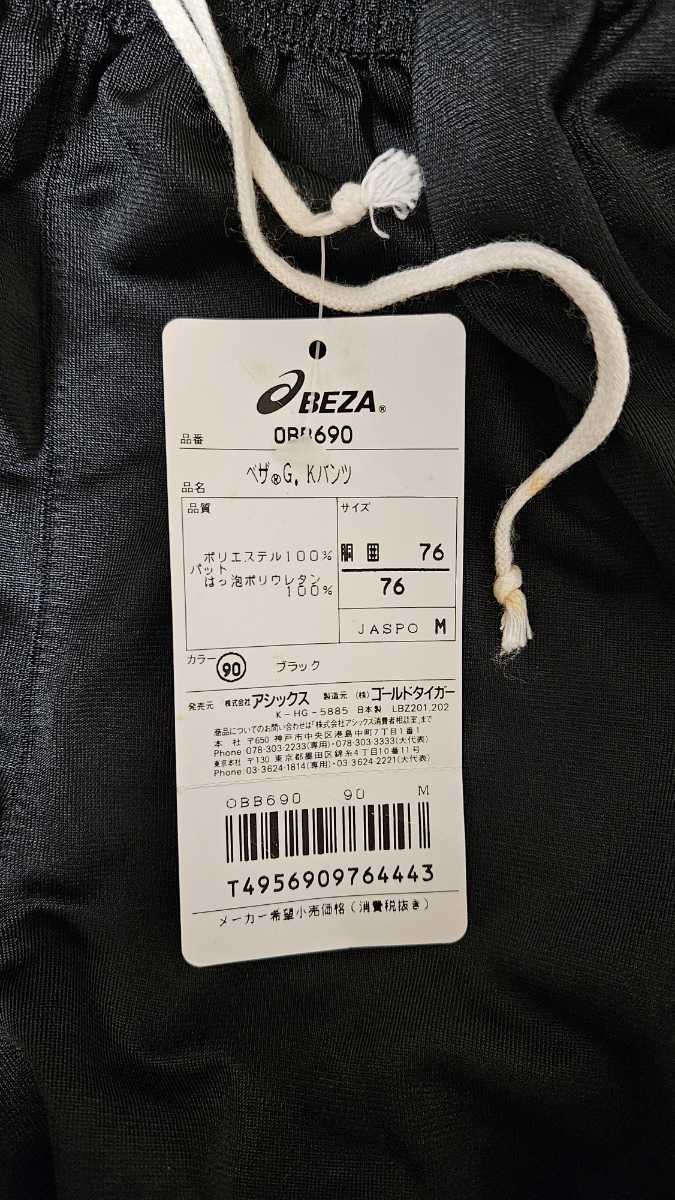 BEZA®
品番 OBB690
品名 ベザ®G.Kパンツ
品質
サイズ
ポリエステル100%
パット
はっ泡ポリウレタン
100%
胴囲 76
76
JASPO M
カラー 90 ブラック
発売元 株式会社アシックス 製造元 (株)ゴールドタイガー
K-HG-5885 日本製 LBZ201.202
商品についてのお問い合わせは「株式会社アシックス消費者相談室」まで
本社 〒650 神戸市中央区港島中町7丁目1番1
Phone:078-303-2233(専用)・078-303-3333(大代表)
東京本社 〒130 東京都墨田区錦糸4丁目10番11号
Phone:03-3624-1814(専用)・03-3624-1221(大代表)
OBB690 90 M
T4956909764443
メーカー希望小売価格(消費税抜き)